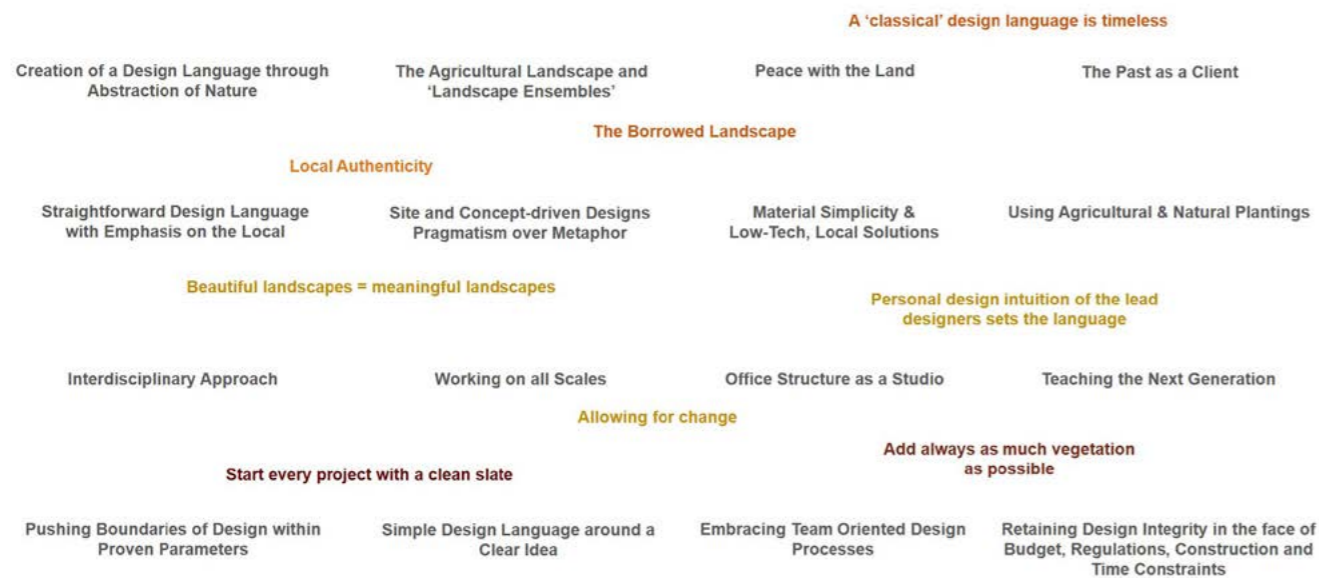 A ‘classical’ design language is timeless
Creation of a Design Language through
Abstraction of Nature
The Agricultural Landscape and
‘Landscape Ensembles’
Peace with the Land
The Past as a Client
The Borrowed Landscape
Local Authenticity
Straightforward Design Language
with Emphasis on the Local
Site and Concept-driven Designs
Pragmatism over Metaphor
Material Simplicity &
Low-Tech, Local Solutions
Using Agricultural & Natural Plantings
Beautiful landscapes = meaningful landscapes
Personal design intuition of the lead
designers sets the language
Interdisciplinary Approach
Working on all Scales
Office Structure as a Studio
Teaching the Next Generation
Allowing for change
Add always as much vegetation
as possible
Start every project with a clean slate
Pushing Boundaries of Design within
Proven Parameters
Simple Design Language around a
Clear Idea
Embracing Team Oriented Design
Processes
Retaining Design Integrity in the face of
Budget, Regulations, Construction and
Time Constraints